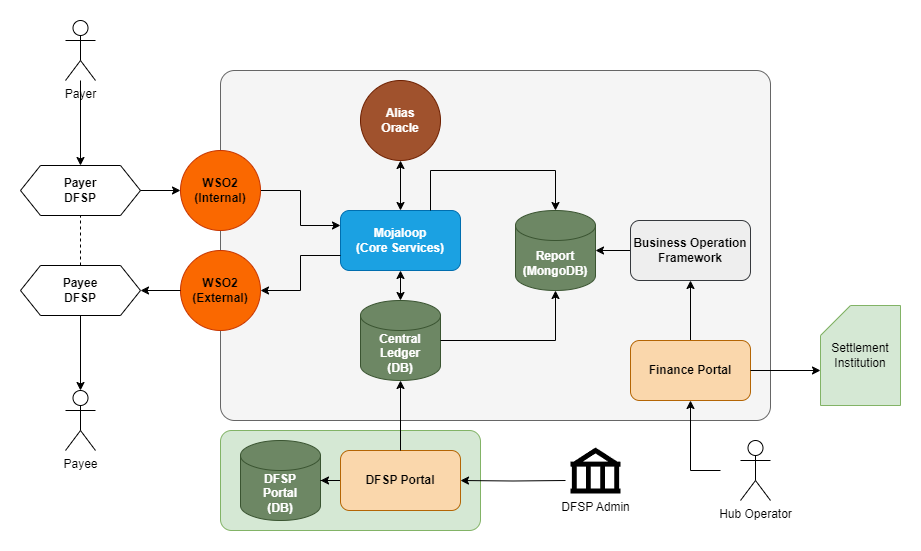 Payer
Alias
Oracle
Payer
DFSP
WSO2
(Internal)
Mojaloop
(Core Services)
Report
(MongoDB)
Business Operation
Framework
Payee
DFSP
WSO2
(External)
Central
Ledger
(DB)
Finance Portal
Settlement
Institution
Payee
DFSP
Portal
(DB)
DFSP Portal
DFSP Admin
Hub Operator